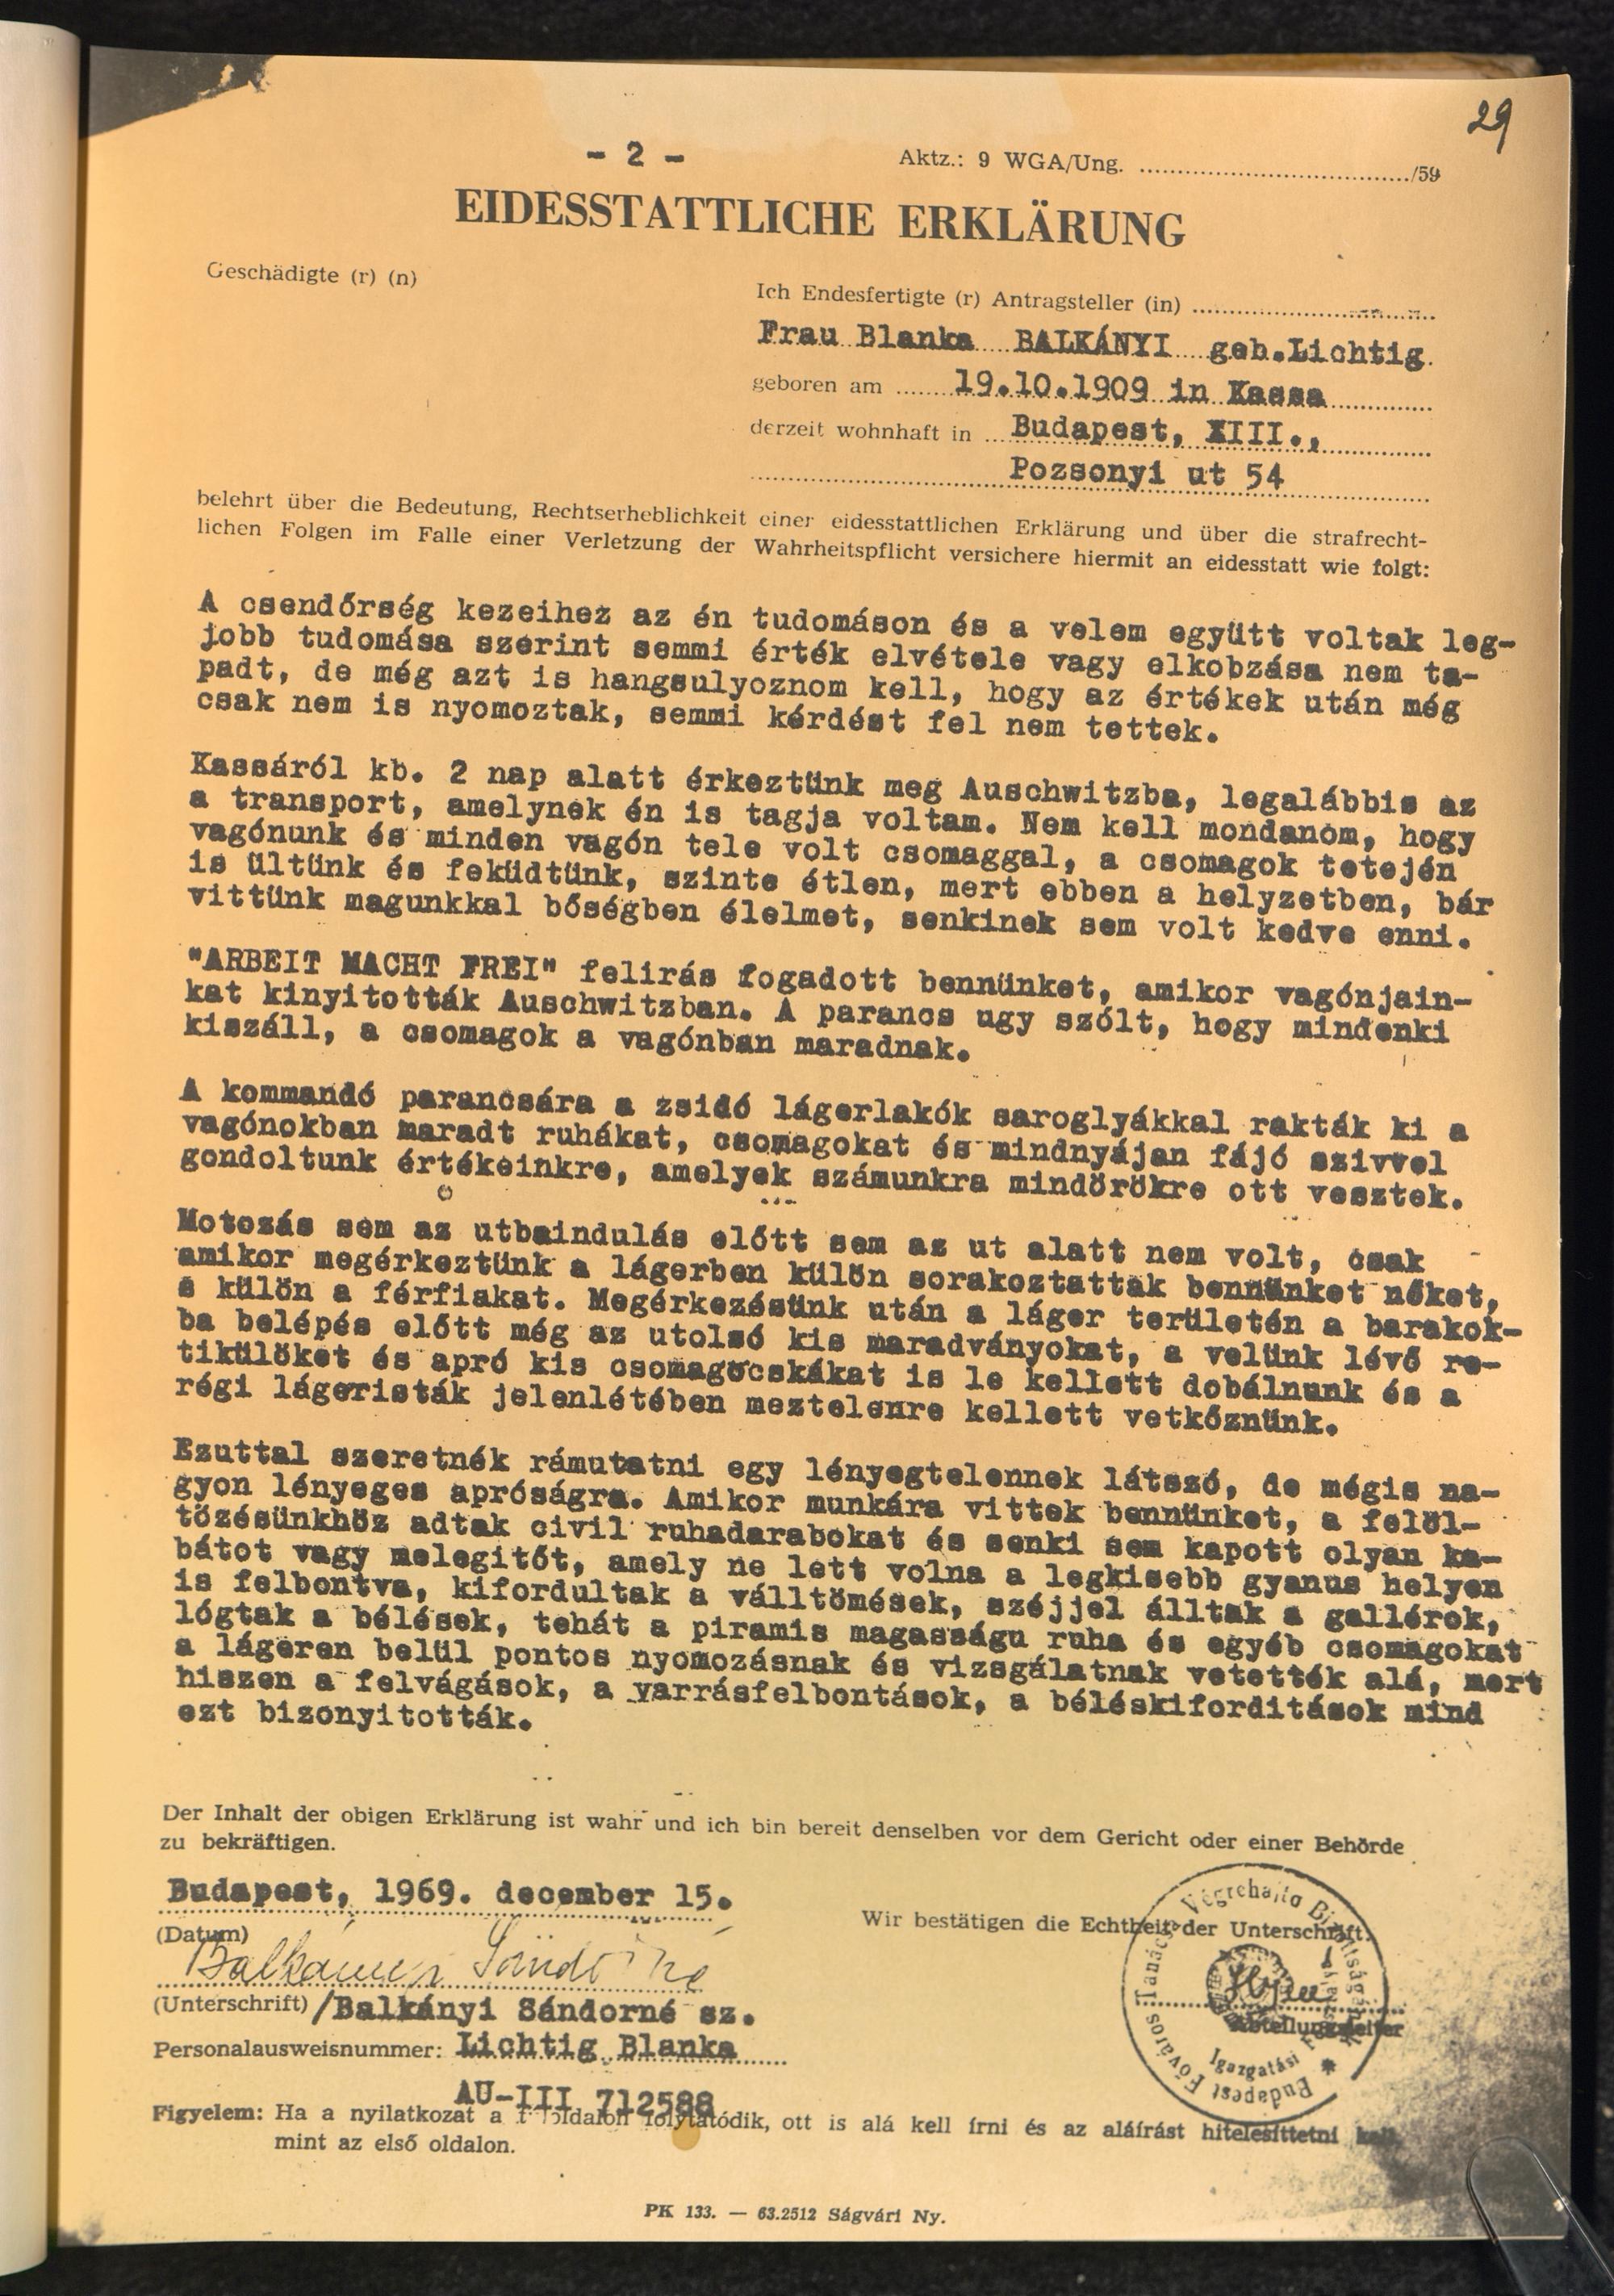 29
- 2 -
Aktz.: 9 WGA/Ung. ..................../59
EIDESSTATTLICHE ERKLÄRUNG
Geschädigte (r) (n)
Ich Endesfertigte (r) Antragsteller (in) ....................
Frau Blanka BALKÁNYI geb.Lichtig
geboren am ...... 19.10.1909 in Kassa
derzeit wohnhaft in ... Budapest, XIII.,
Pozsonyi ut 54
belehrt über die Bedeutung, Rechtserheblichkeit einer eidesstattlichen Erklärung und über die strafrecht-
lichen Folgen im Falle einer Verletzung der Wahrheitspflicht versichere hiermit an eidesstatt wie folgt:
A csendőrség kezeihez az én tudomáson és a velem együtt voltak leg-
jobb tudomása szerint semmi érték elvétele vagy elkobzása nem ta-
padt, de még azt is hangsulyoznom kell, hogy az értékek után még
csak nem is nyomoztak, semmi kérdést fel nem tettek.
Kassáról kb. 2 nap alatt érkeztünk meg Auschwitzba, legalábbis az
a transport, amelynek én is tagja voltam. Nem kell mondanom, hogy
vagónunk és minden vagón tele volt csomaggal, a csomagok tetején
is ültünk és feküdtünk, szinte étlen, mert ebben a helyzetben, bár
vittünk magunkkal bőségben élelmet, senkinek sem volt kedve enni.
"ARBEIT MACHT FREI" felirás fogadott bennünket, amikor vagónjain-
kat kinyitották Auschwitzban. A parancs ugy szólt, hogy mindenki
kiszáll, a csomagok a vagónban maradnak.
A kommandó parancsára a zsidó lágerlakók saroglyákkal rakták ki a
vagónokban maradt ruhákat, csomagokat és mindnyájan fájó szivvel
gondoltunk értékeinkre, amelyek számunkra mindörökre ott vesztek.
Motozás sem az utbaindulás előtt sem az ut alatt nem volt, csak
amikor megérkeztünk a lágerben külön sorakoztattak bennünket nőket,
s külön a férfiakat. Megérkezésünk után a láger területén a barakok-
ba belépés előtt még az utolsó kis maradványokat, a velünk lévő re-
tikülöket és apró kis csomagocskákat is le kellett dobálnunk és a
régi lágeristák jelenlétében meztelenre kellett vetkőznünk.
Ezuttal szeretnék rámutatni egy lényegtelennek látszó, de mégis na-
gyon lényeges apróságra. Amikor munkára vittek bennünket, a felöl-
tözésünkhöz adtak civil ruhadarabokat és senki sem kapott olyan ka-
bátot vagy melegitőt, amely ne lett volna a legkisebb gyanus helyen
is felbontva, kifordultak a válltömések, széjjel álltak a gallérok,
lógtak a bélések, tehát a piramis magasságu ruha és egyéb csomagokat
a lágeren belül pontos nyomozásnak és vizsgálatnak vetették alá, mert
hiszen a felvágások, a varrásfelbontások, a béléskiforditások mind
ezt bizonyitották.
Der Inhalt der obigen Erklärung ist wahr und ich bin bereit denselben vor dem Gericht oder einer Behörde
zu bekräftigen.
Budapest, 1969. december 15.
(Datum)
Wir bestätigen die Echtheit der Unterschrift.
Balkányi Sándorné
(Unterschrift) /Balkányi Sándorné sz.
Abteilungsleiter
Personalausweisnummer: Lichtig Blanka
AU-III 712588
Budapest Főváros Tanácsa Végrehajtó Bizottsága
Igazgatási
Figyelem: Ha a nyilatkozat a oldalon folytatódik, ott is alá kell írni és az aláírást hitelesíttetni kell,
mint az első oldalon.
PK 133. — 63.2512 Ságvári Ny.